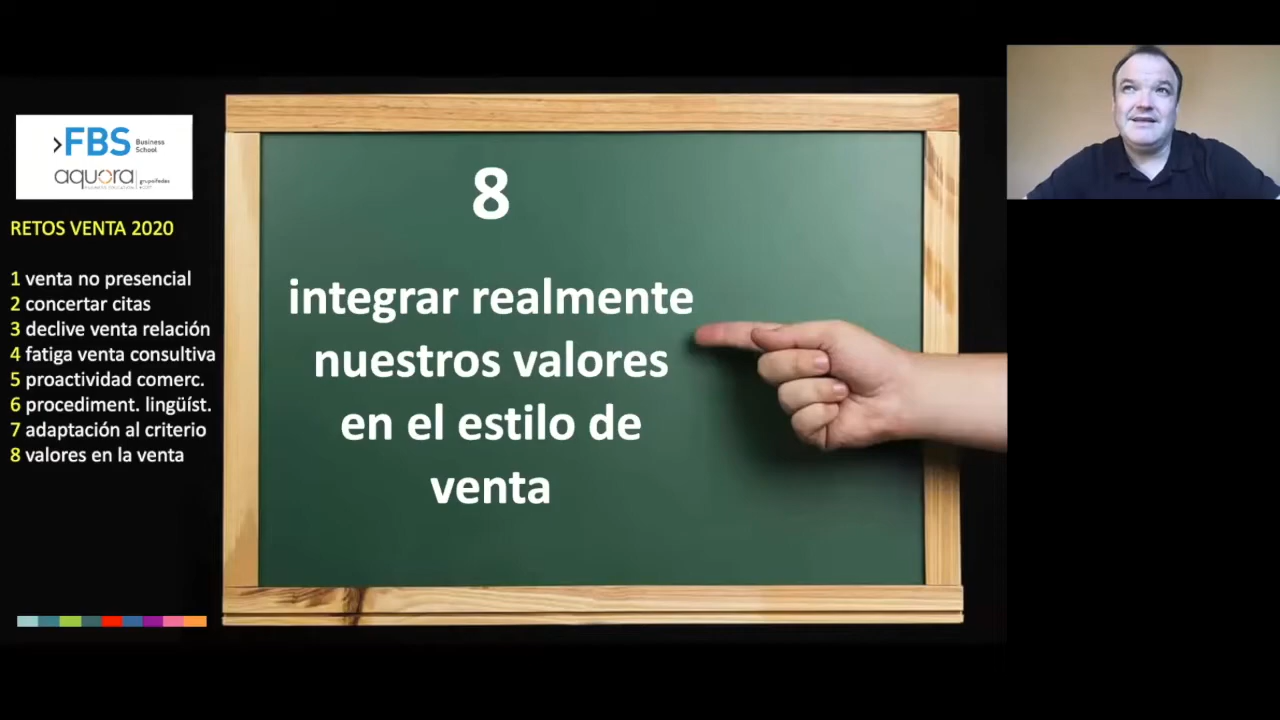 FBS Business School
aquora grupoifedes
RETOS VENTA 2020
1 venta no presencial
2 concertar citas
3 declive venta relación
4 fatiga venta consultiva
5 proactividad comerc.
6 procediment. lingüíst.
7 adaptación al criterio
8 valores en la venta
8
integrar realmente
nuestros valores
en el estilo de
venta